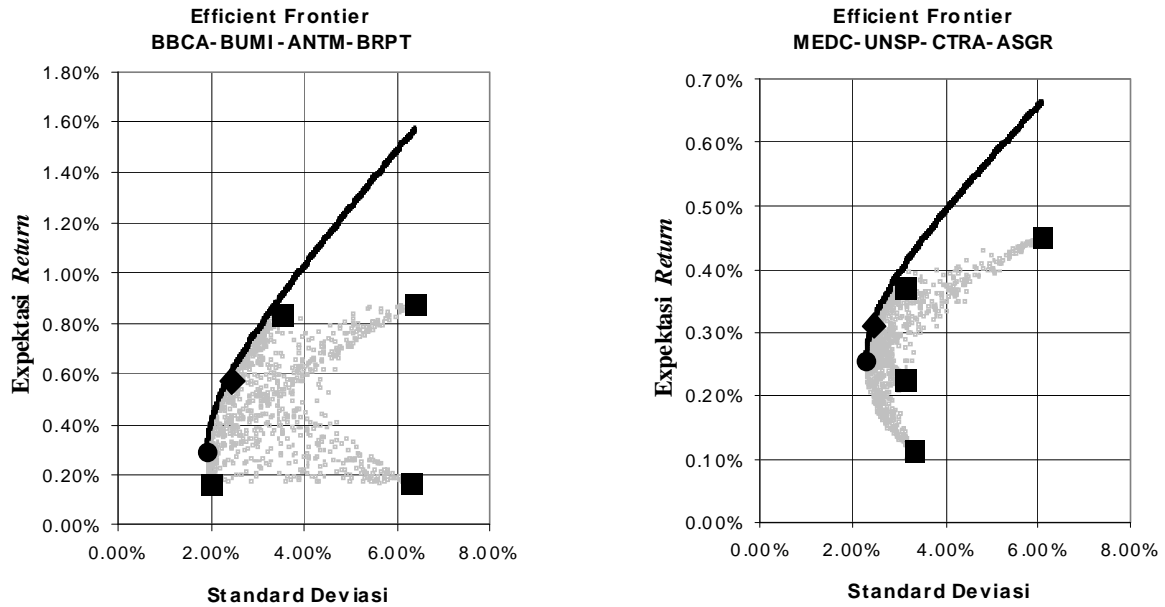 Efficient Frontier
BBCA-BUMI-ANTM-BRPT
1.80%
1.60%
1.40%
1.20%
1.00%
0.80%
0.60%
0.40%
0.20%
0.00%
0.00% 2.00% 4.00% 6.00% 8.00%
Expektasi Return
Standard Deviasi
Efficient Frontier
MEDC-UNSP-CTRA-ASGR
0.70%
0.60%
0.50%
0.40%
0.30%
0.20%
0.10%
0.00%
0.00% 2.00% 4.00% 6.00% 8.00%
Expektasi Return
Standard Deviasi